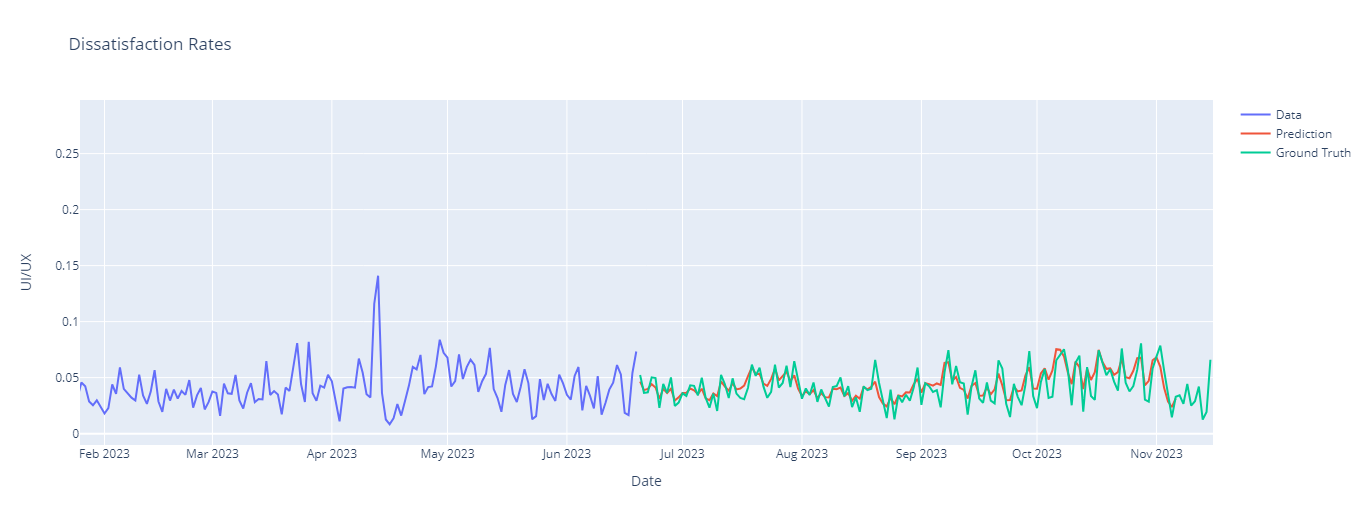 Dissatisfaction Rates
Data
Prediction
Ground Truth
0.25
0.2
0.15
0.1
0.05
0
UI/UX
Feb 2023 Mar 2023 Apr 2023 May 2023 Jun 2023 Jul 2023 Aug 2023 Sep 2023 Oct 2023 Nov 2023
Date